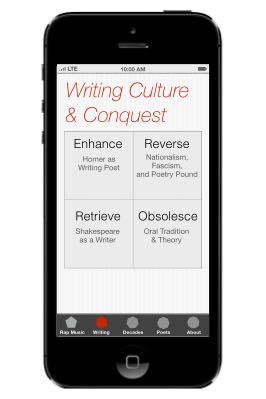 LTE 10:00 AM
Writing Culture
& Conquest
Enhance
Homer as
Writing Poet
Reverse
Nationalism,
Fascism,
and Poetry Pound
Retrieve
Shakespeare
as a Writer
Obsolesce
Oral Tradition
& Theory
Rap Music Writing Decades Poets About